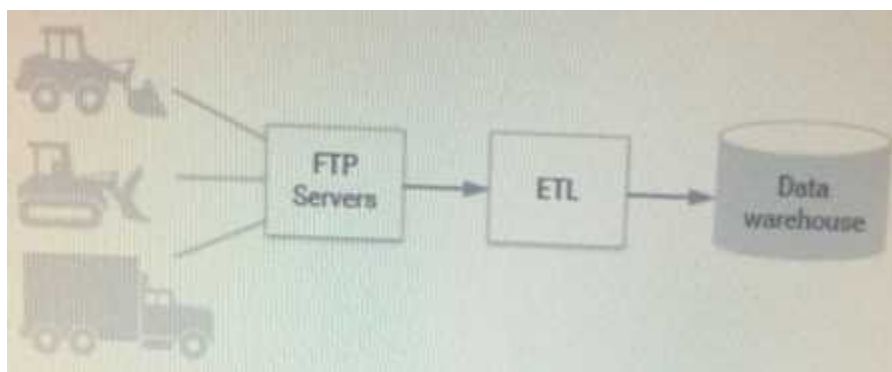 FTP
Servers
ETL
Data
warehouse